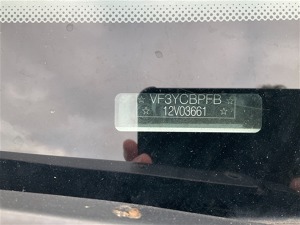 ☆ VF3YCBPFB ☆
☆ 12V03661 ☆